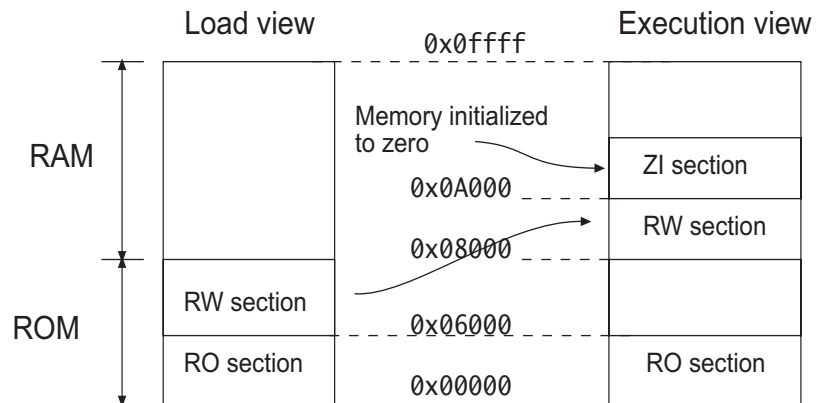 Load view
0x0ffff
Execution view
Memory initialized
to zero
RAM
ZI section
0x0A000
RW section
0x08000
RW section
ROM
0x06000
RO section
RO section
0x00000